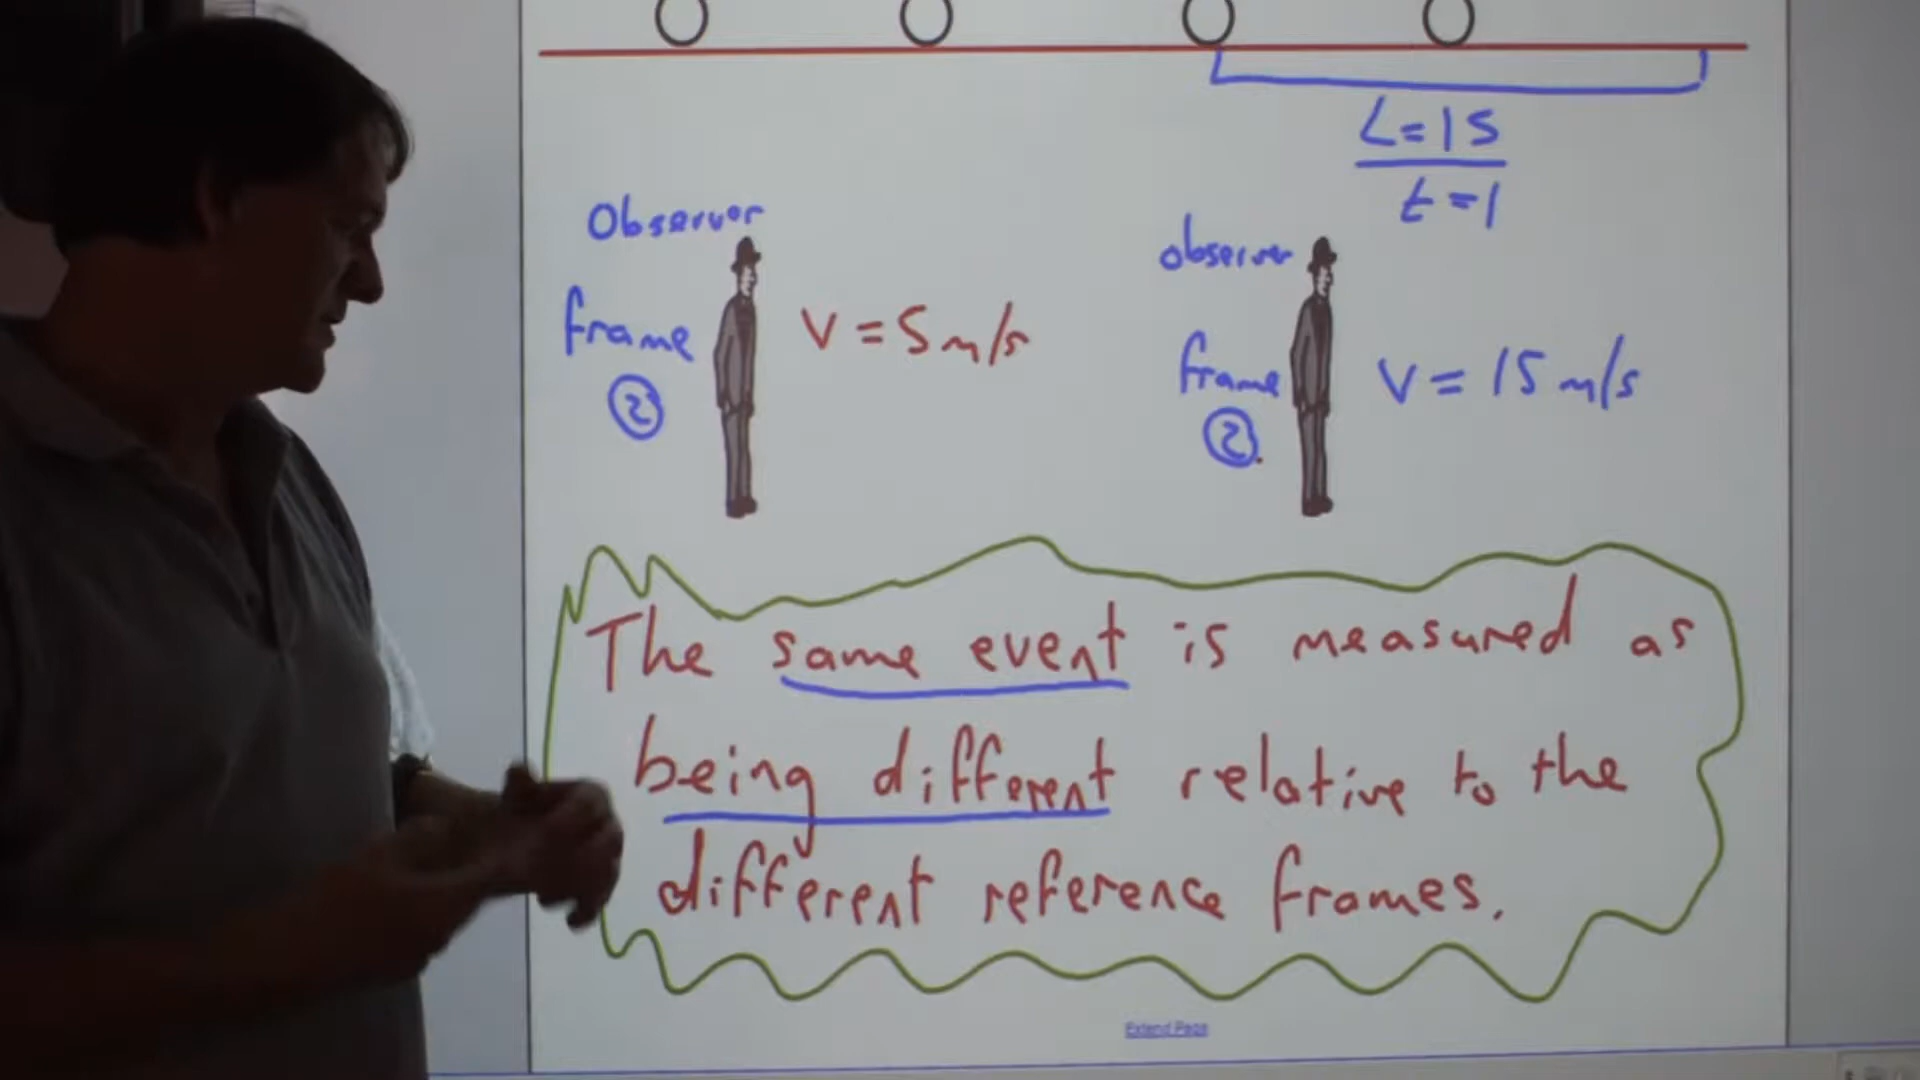 L=15
t=1
Observer
frame
2
V = 5 m/s
observer
frame
2
V = 15 m/s
The same event is measured as
being different relative to the
different reference frames.
Extend Page